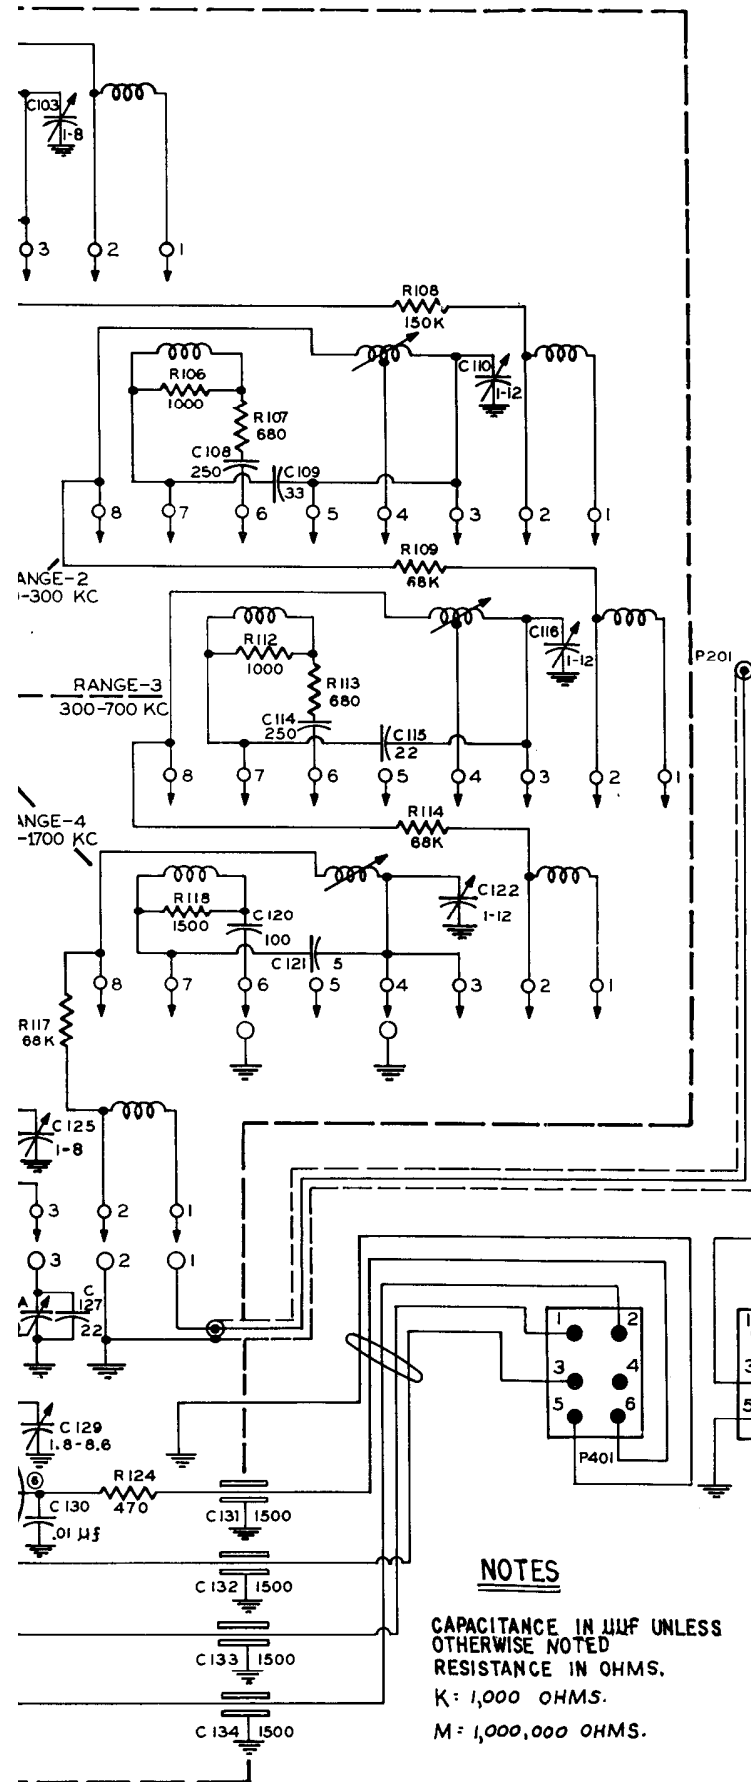 C103
1-8
3 2 1
R108
150K
C110
1-12
R106
1000
R107
680
C108
250
C109
33
8 7 6 5 4 3 2 1
R109
68K
ANGE-2
-300 KC
R112
1000
C116
1-12
P201
RANGE-3
300-700 KC
R113
680
C114
250
C115
22
8 7 6 5 4 3 2 1
ANGE-4
-1700 KC
R114
68K
R118
1500
C120
100
C122
1-12
C121 5
8 7 6 5 4 3 2 1
R117
68K
C125
1-8
3 2 1
3 2 1
A
C
127
22
1 2
3 4
5 6
P401
1
3
5
C129
1.8-8.6
6
R124
470
C130
.01 µf
C131 1500
C132 1500
C133 1500
C134 1500
NOTES
CAPACITANCE IN µµF UNLESS
OTHERWISE NOTED
RESISTANCE IN OHMS.
K= 1,000 OHMS.
M= 1,000,000 OHMS.